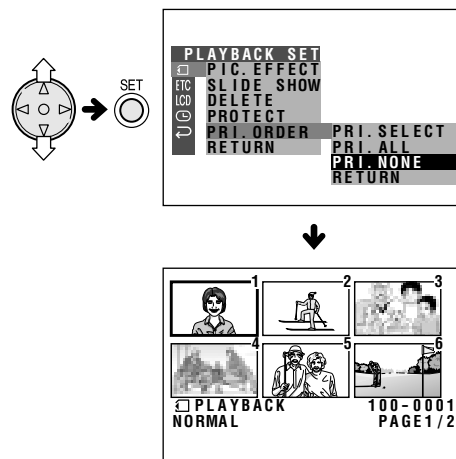 SET
PLAYBACK SET
PIC.EFFECT
ETC SLIDE SHOW
LCD DELETE
PROTECT
PRI.ORDER PRI.SELECT
RETURN PRI.ALL
PRI.NONE
RETURN
1 2 3
4 5 6
PLAYBACK 100-0001
NORMAL PAGE1/2